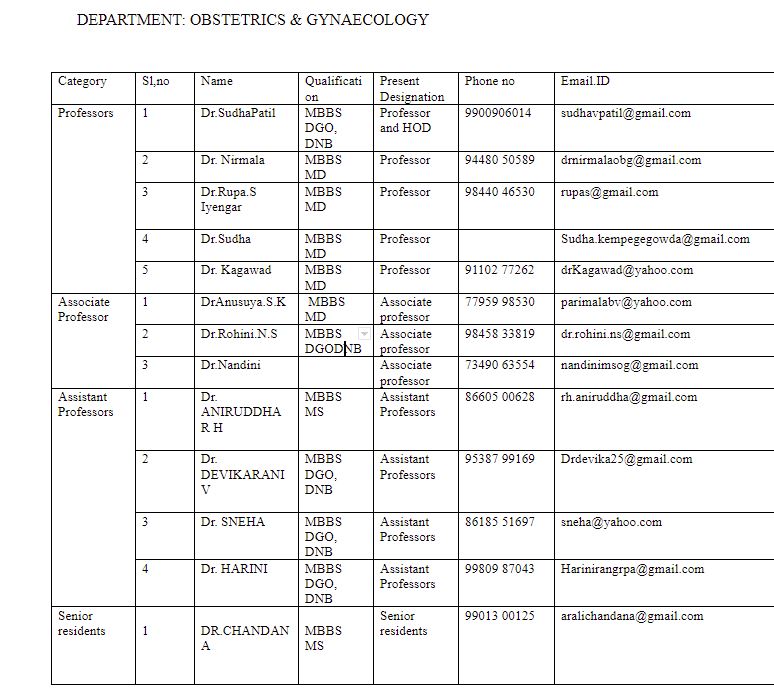 DEPARTMENT: OBSTETRICS & GYNAECOLOGY
Category Sl,no Name Qualificati Present Phone no Email.ID
on Designation
Professors 1 Dr.SudhaPatil MBBS Professor 9900906014 sudhavpatil@gmail.com
DGO, and HOD
DNB
2 Dr. Nirmala MBBS Professor 94480 50589 drnirmalaobg@gmail.com
MD
3 Dr.Rupa.S MBBS Professor 98440 46530 rupas@gmail.com
Iyengar MD
4 Dr.Sudha MBBS Professor Sudha.kempegegowda@gmail.com
MD
5 Dr. Kagawad MBBS Professor 91102 77262 drKagawad@yahoo.com
MD
Associate 1 DrAnusuya.S.K MBBS Associate 77959 98530 parimalabv@yahoo.com
Professor MD professor
2 Dr.Rohini.N.S MBBS Associate 98458 33819 dr.rohini.ns@gmail.com
DGODNB professor
3 Dr.Nandini Associate 73490 63554 nandinimsog@gmail.com
professor
Assistant 1 Dr. MBBS Assistant 86605 00628 rh.aniruddha@gmail.com
Professors ANIRUDDHA MS Professors
R H
2 Dr. MBBS Assistant 95387 99169 Drdevika25@gmail.com
DEVIKARANI DGO, Professors
V DNB
3 Dr. SNEHA MBBS Assistant 86185 51697 sneha@yahoo.com
DGO, Professors
DNB
4 Dr. HARINI MBBS Assistant 99809 87043 Harinirangrpa@gmail.com
DGO, Professors
DNB
Senior Senior 99013 00125 aralichandana@gmail.com
residents 1 DR.CHANDAN MBBS residents
A MS